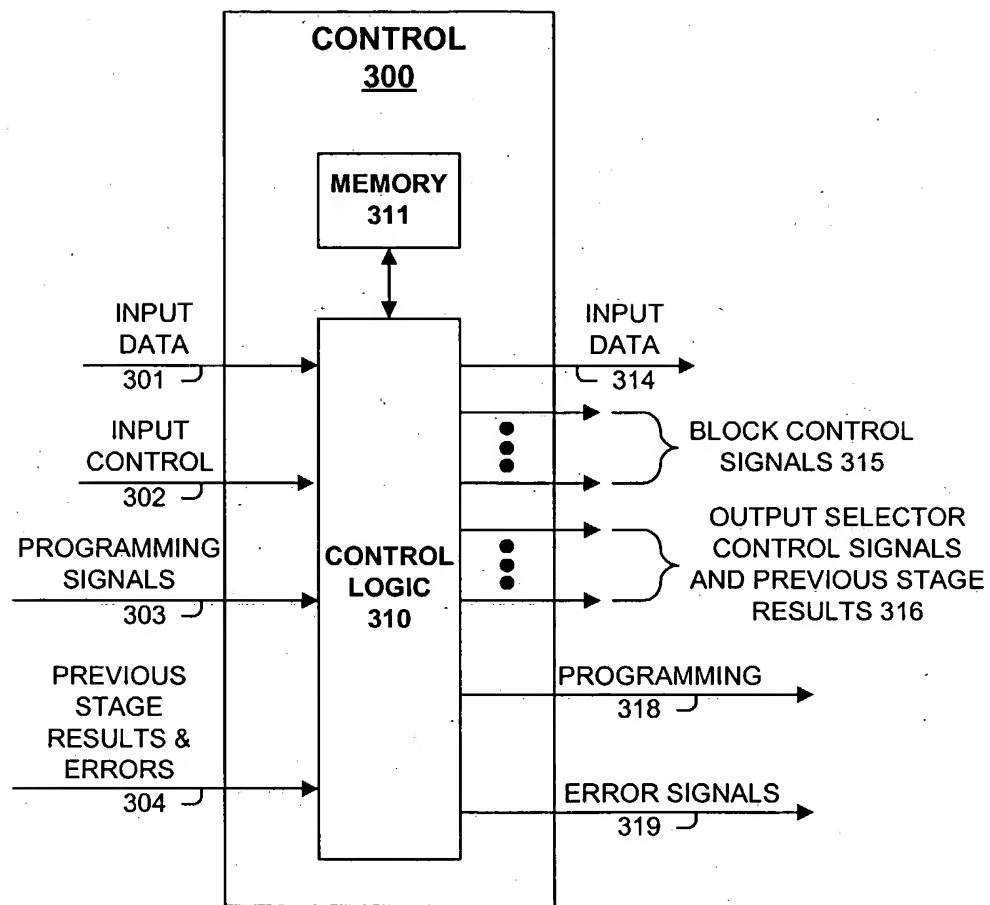 CONTROL
300
MEMORY
311
INPUT
DATA
301
INPUT
CONTROL
302
PROGRAMMING
SIGNALS
303
PREVIOUS
STAGE
RESULTS &
ERRORS
304
CONTROL
LOGIC
310
INPUT
DATA
314
BLOCK CONTROL
SIGNALS 315
OUTPUT SELECTOR
CONTROL SIGNALS
AND PREVIOUS STAGE
RESULTS 316
PROGRAMMING
318
ERROR SIGNALS
319